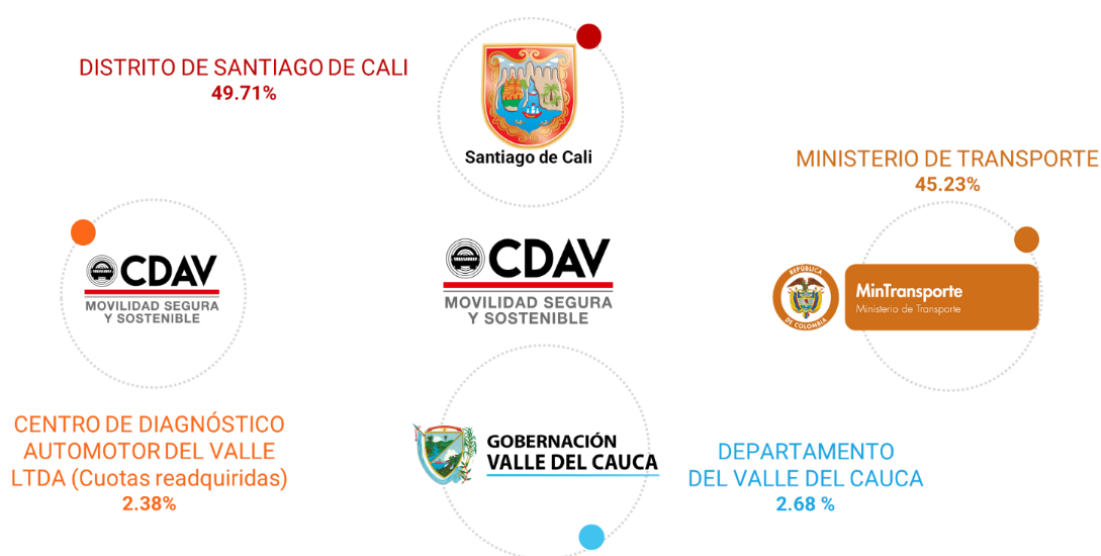 DISTRITO DE SANTIAGO DE CALI
49.71%
Santiago de Cali
MINISTERIO DE TRANSPORTE
45.23%
CDAV
MOVILIDAD SEGURA
Y SOSTENIBLE
CDAV
MOVILIDAD SEGURA
Y SOSTENIBLE
REPÚBLICA
DE COLOMBIA
MinTransporte
Ministerio de Transporte
CENTRO DE DIAGNÓSTICO
AUTOMOTOR DEL VALLE
LTDA (Cuotas readquiridas)
2.38%
GOBERNACIÓN
VALLE DEL CAUCA
DEPARTAMENTO
DEL VALLE DEL CAUCA
2.68 %